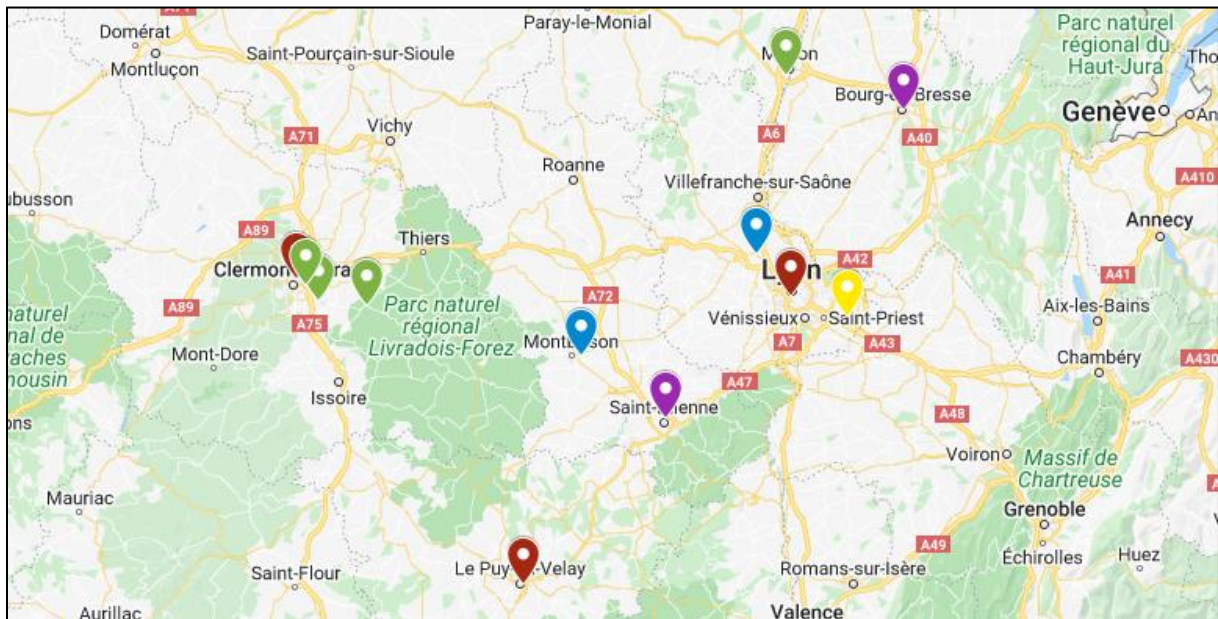 Paray-le-Monial
Parc naturel
régional du
Haut-Jura
Domérat
Saint-Pourçain-sur-Sioule
Montluçon
Genève
Bourg-
Bresse
A71
A6
A40
Vichy
Roanne
Villefranche-sur-Saône
A410
Annecy
A89
Thiers
A42
A41
Clermont
A89
A72
Parc naturel
régional
Livradois-Forez
A75
Vénissieux
Saint-Priest
Aix-les-Bains
A7
A43
Mont-Dore
Chambéry
A430
Issoire
A47
Saint-
A48
Voiron
Massif de
Chartreuse
Mauriac
Grenoble
A49
Échirolles
Huez
Le Puy-
-Velay
Saint-Flour
Romans-sur-Isère
Aurillac
Valence